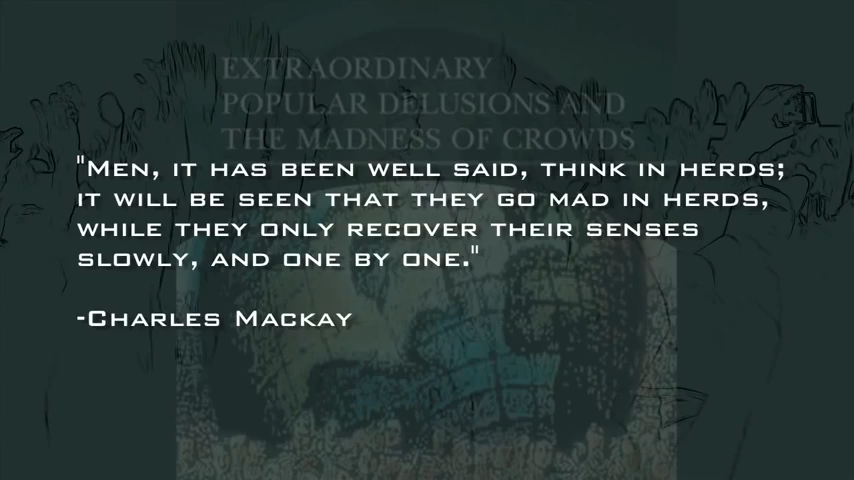 EXTRAORDINARY
POPULAR DELUSIONS AND
THE MADNESS OF CROWDS
"MEN, IT HAS BEEN WELL SAID, THINK IN HERDS;
IT WILL BE SEEN THAT THEY GO MAD IN HERDS,
WHILE THEY ONLY RECOVER THEIR SENSES
SLOWLY, AND ONE BY ONE."
-CHARLES MACKAY